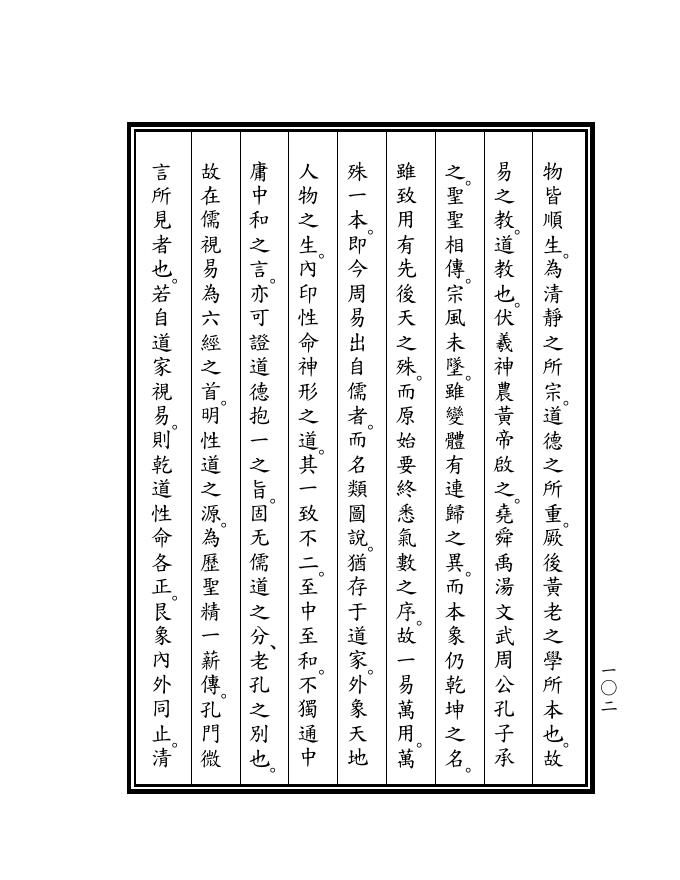 物皆順生。為清靜之所宗。道德之所重。厥後黃老之學所本也。故
易之教。道教也。伏羲神農黃帝啟之。堯舜禹湯文武周公孔子承
之。聖聖相傳。宗風未墜。雖變體有連歸之異。而本象仍乾坤之名。
雖致用有先後天之殊。而原始要終悉氣數之序。故一易萬用。萬
殊一本。即今周易出自儒者。而名類圖說。猶存于道家。外象天地
人物之生。內印性命神形之道。其一致不二。至中至和。不獨通中
庸中和之言。亦可證道德抱一之旨。固无儒道之分、老孔之別也。
故在儒視易為六經之首。明性道之源。為歷聖精一薪傳。孔門微
言所見者也。若自道家視易。則乾道性命各正。艮象內外同止。清
一〇二